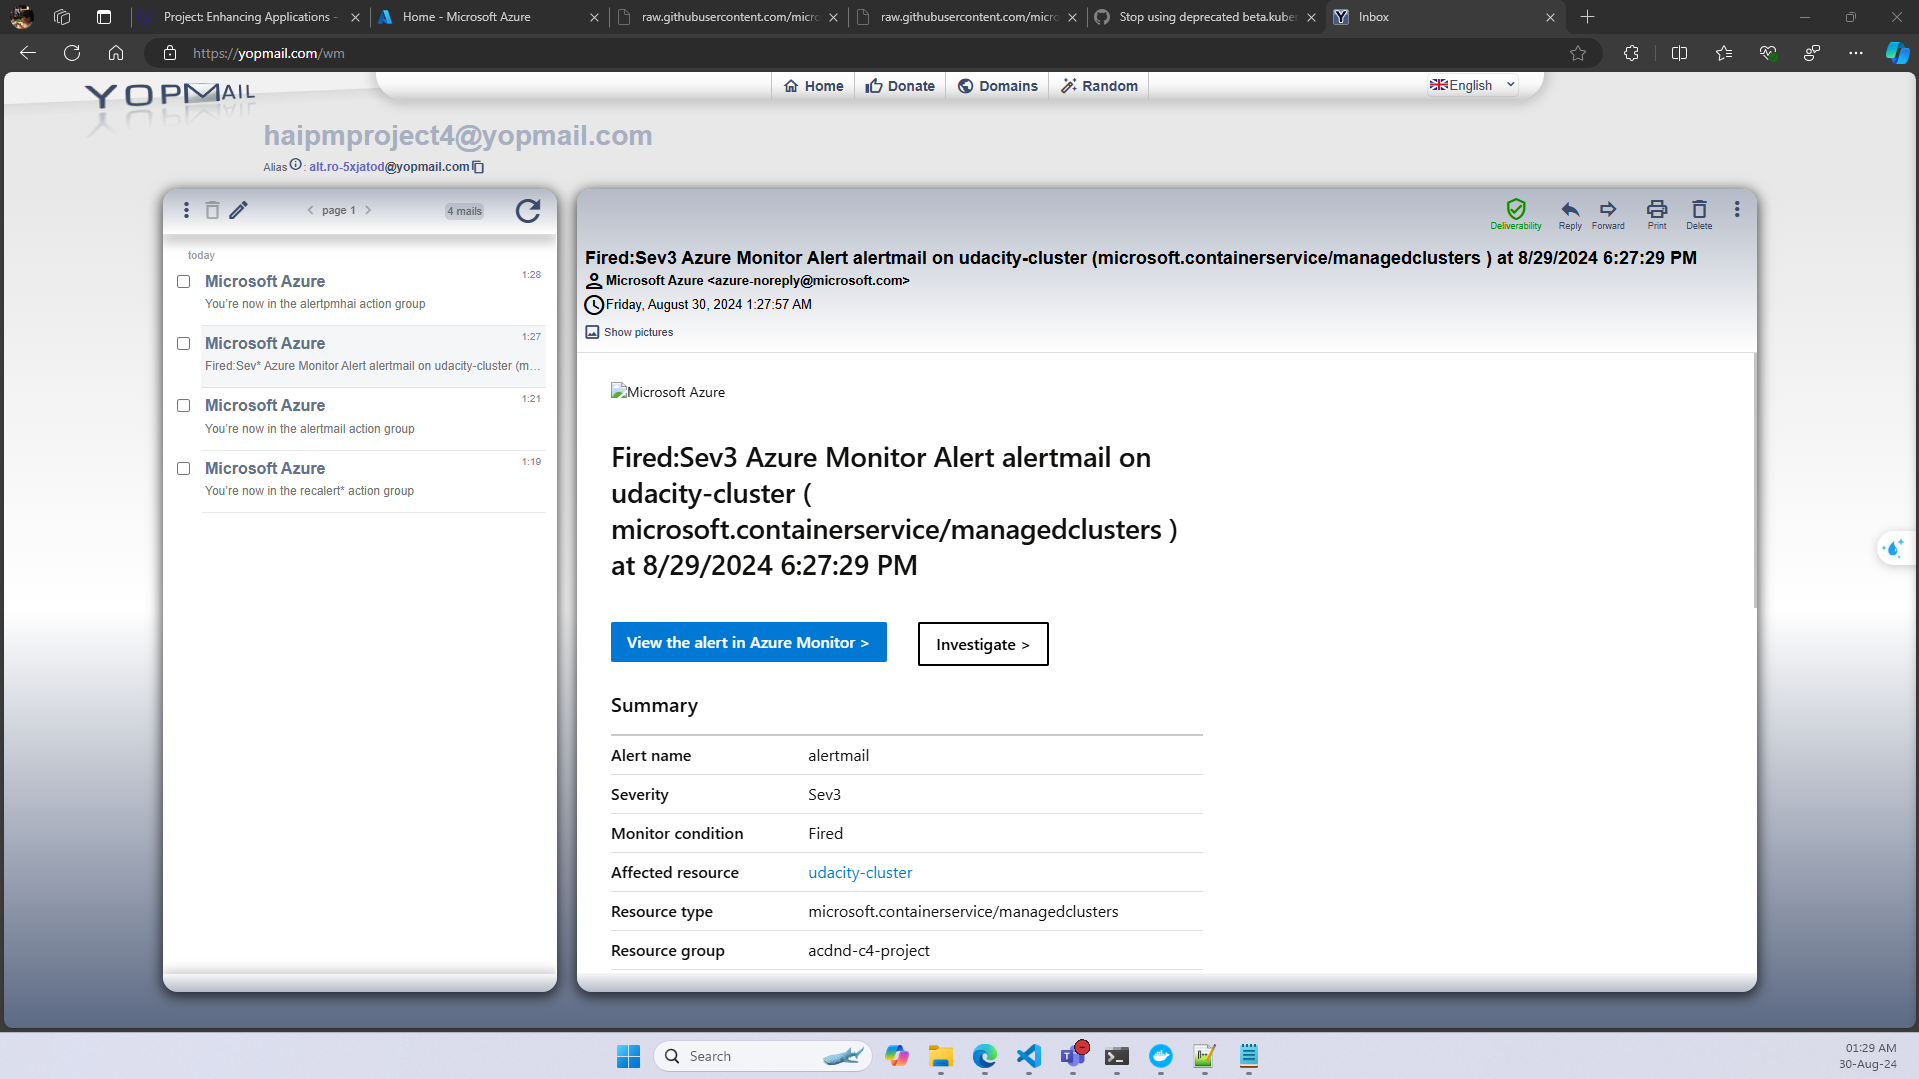 Project: Enhancing Applications -
Home - Microsoft Azure
raw.githubusercontent.com/micro
raw.githubusercontent.com/micro
Stop using deprecated beta.kuber
Inbox
https://yopmail.com/wm
YOPMAIL
Home
Donate
Domains
Random
English
haipmproject4@yopmail.com
Alias : alt.ro-5xjatod@yopmail.com
page 1
4 mails
today
Microsoft Azure
1:28
You're now in the alertpmhai action group
Microsoft Azure
1:27
Fired:Sev* Azure Monitor Alert alertmail on udacity-cluster (m...
Microsoft Azure
1:21
You're now in the alertmail action group
Microsoft Azure
1:19
You're now in the recalert* action group
Deliverability
Reply
Forward
Print
Delete
Fired:Sev3 Azure Monitor Alert alertmail on udacity-cluster (microsoft.containerservice/managedclusters ) at 8/29/2024 6:27:29 PM
Microsoft Azure <azure-noreply@microsoft.com>
Friday, August 30, 2024 1:27:57 AM
Show pictures
Microsoft Azure
Fired:Sev3 Azure Monitor Alert alertmail on
udacity-cluster (
microsoft.containerservice/managedclusters )
at 8/29/2024 6:27:29 PM
View the alert in Azure Monitor >
Investigate >
Summary
Alert name alertmail
Severity Sev3
Monitor condition Fired
Affected resource udacity-cluster
Resource type microsoft.containerservice/managedclusters
Resource group acdnd-c4-project
Search
01:29 AM
30-Aug-24